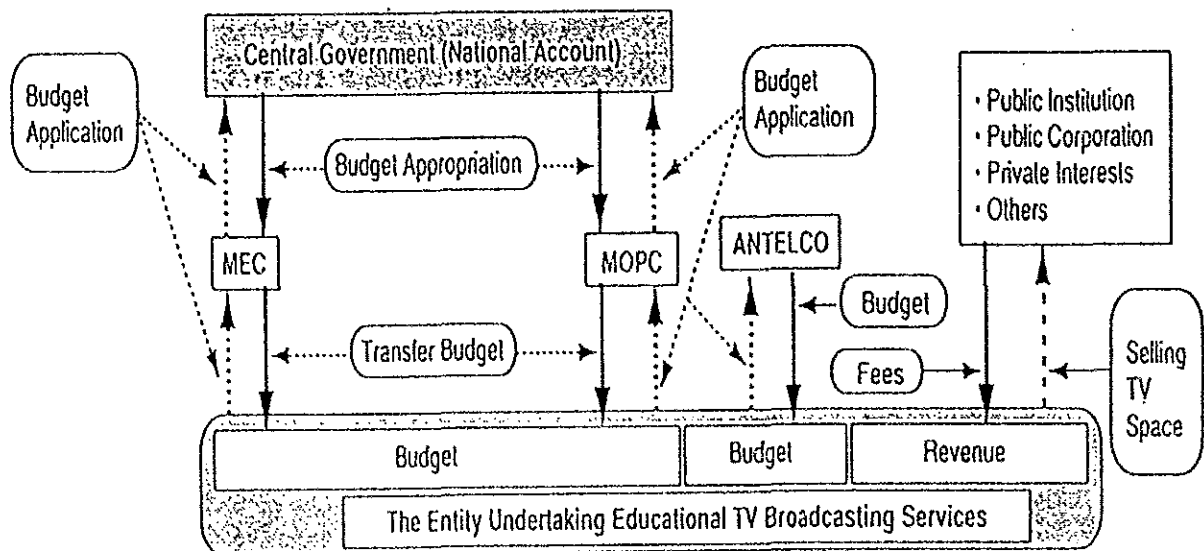 Central Government (National Account)
Budget
Application
Budget
Application
• Public Institution
• Public Corporation
• Private Interests
• Others
Budget Appropriation
MEC
MOPC
ANTELCO
Budget
Transfer Budget
Fees
Selling
TV
Space
Budget
Budget
Revenue
The Entity Undertaking Educational TV Broadcasting Services